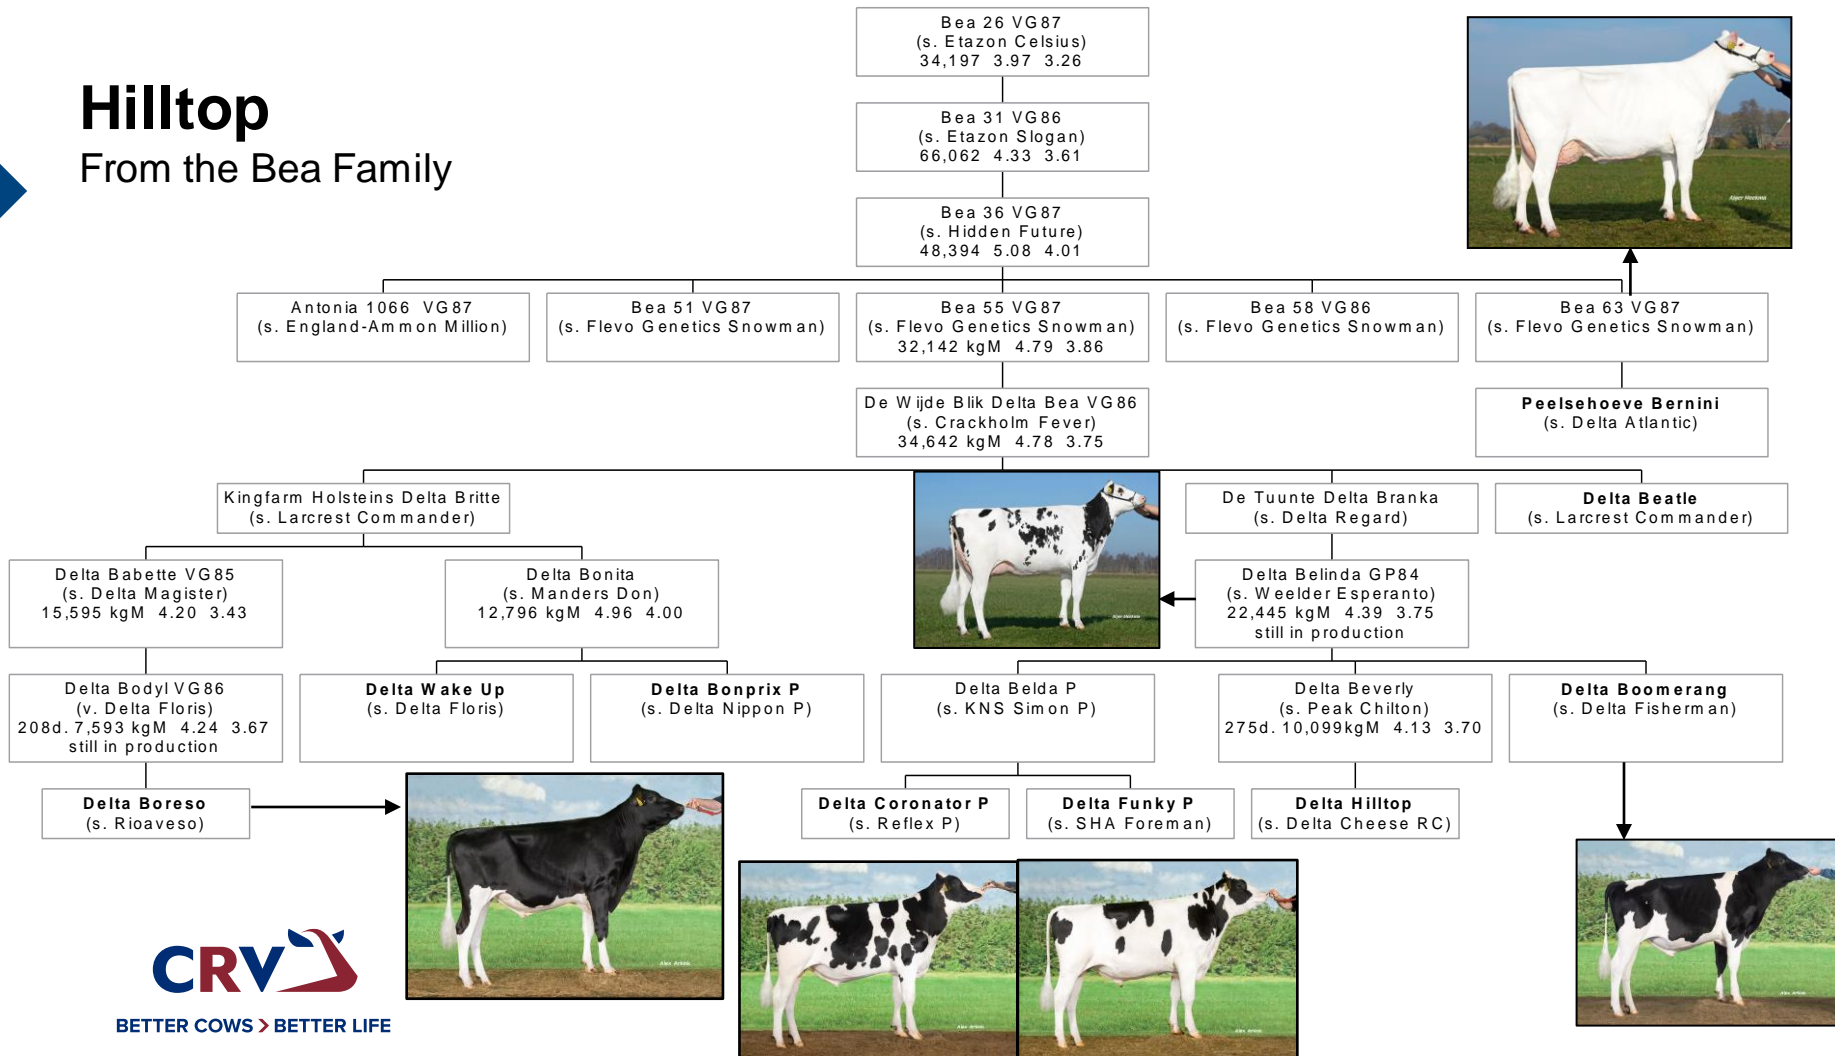 Hilltop
From the Bea Family
Bea 26 VG87
(s. Etazon Celsius)
34,197 3.97 3.26
Bea 31 VG86
(s. Etazon Slogan)
66,062 4.33 3.61
Bea 36 VG87
(s. Hidden Future)
48,394 5.08 4.01
Antonia 1066 VG87
(s. England-Ammon Million)
Bea 51 VG87
(s. Flevo Genetics Snowman)
Bea 55 VG87
(s. Flevo Genetics Snowman)
32,142 kgM 4.79 3.86
Bea 58 VG86
(s. Flevo Genetics Snowman)
Bea 63 VG87
(s. Flevo Genetics Snowman)
De Wijde Blik Delta Bea VG86
(s. Crackholm Fever)
34,642 kgM 4.78 3.75
Peelsehoeve Bernini
(s. Delta Atlantic)
Kingfarm Holsteins Delta Britte
(s. Larcrest Commander)
De Tuunte Delta Branka
(s. Delta Regard)
Delta Beatle
(s. Larcrest Commander)
Delta Babette VG85
(s. Delta Magister)
15,595 kgM 4.20 3.43
Delta Bonita
(s. Manders Don)
12,796 kgM 4.96 4.00
Delta Belinda GP84
(s. Weelder Esperanto)
22,445 kgM 4.39 3.75
still in production
Delta Bodyl VG86
(v. Delta Floris)
208d. 7,593 kgM 4.24 3.67
still in production
Delta Wake Up
(s. Delta Floris)
Delta Bonprix P
(s. Delta Nippon P)
Delta Belda P
(s. KNS Simon P)
Delta Beverly
(s. Peak Chilton)
275d. 10,099kgM 4.13 3.70
Delta Boomerang
(s. Delta Fisherman)
Delta Boreso
(s. Rioaveso)
Delta Coronator P
(s. Reflex P)
Delta Funky P
(s. SHA Foreman)
Delta Hilltop
(s. Delta Cheese RC)
CRV
BETTER COWS > BETTER LIFE